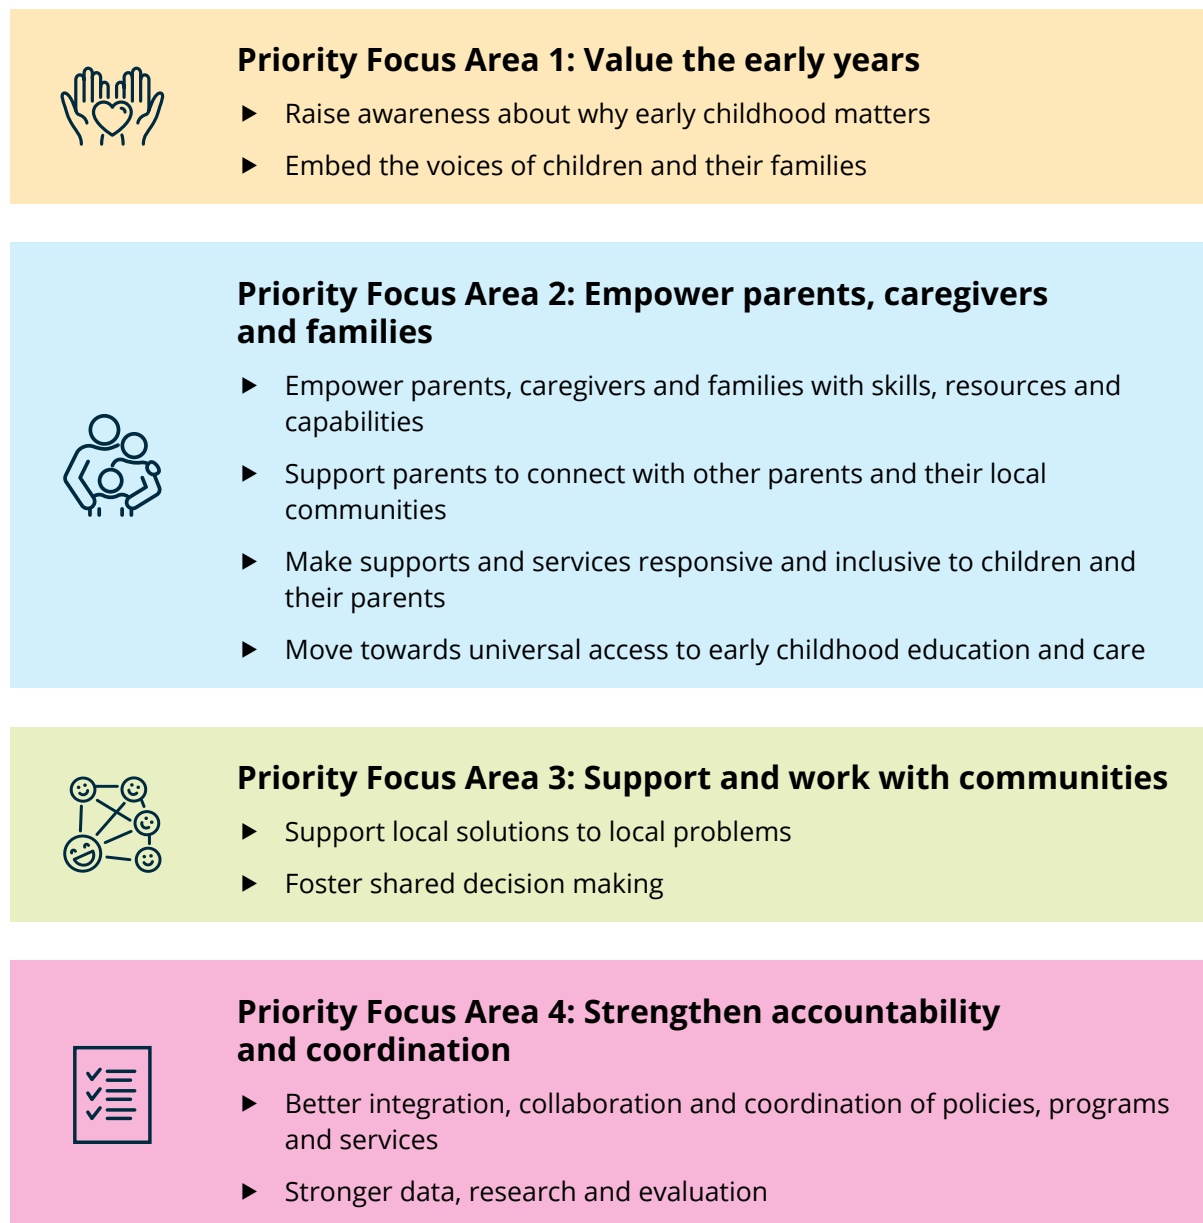 Priority Focus Area 1: Value the early years
▶ Raise awareness about why early childhood matters
▶ Embed the voices of children and their families
Priority Focus Area 2: Empower parents, caregivers
and families
▶ Empower parents, caregivers and families with skills, resources and
capabilities
▶ Support parents to connect with other parents and their local
communities
▶ Make supports and services responsive and inclusive to children and
their parents
▶ Move towards universal access to early childhood education and care
Priority Focus Area 3: Support and work with communities
▶ Support local solutions to local problems
▶ Foster shared decision making
Priority Focus Area 4: Strengthen accountability
and coordination
▶ Better integration, collaboration and coordination of policies, programs
and services
▶ Stronger data, research and evaluation